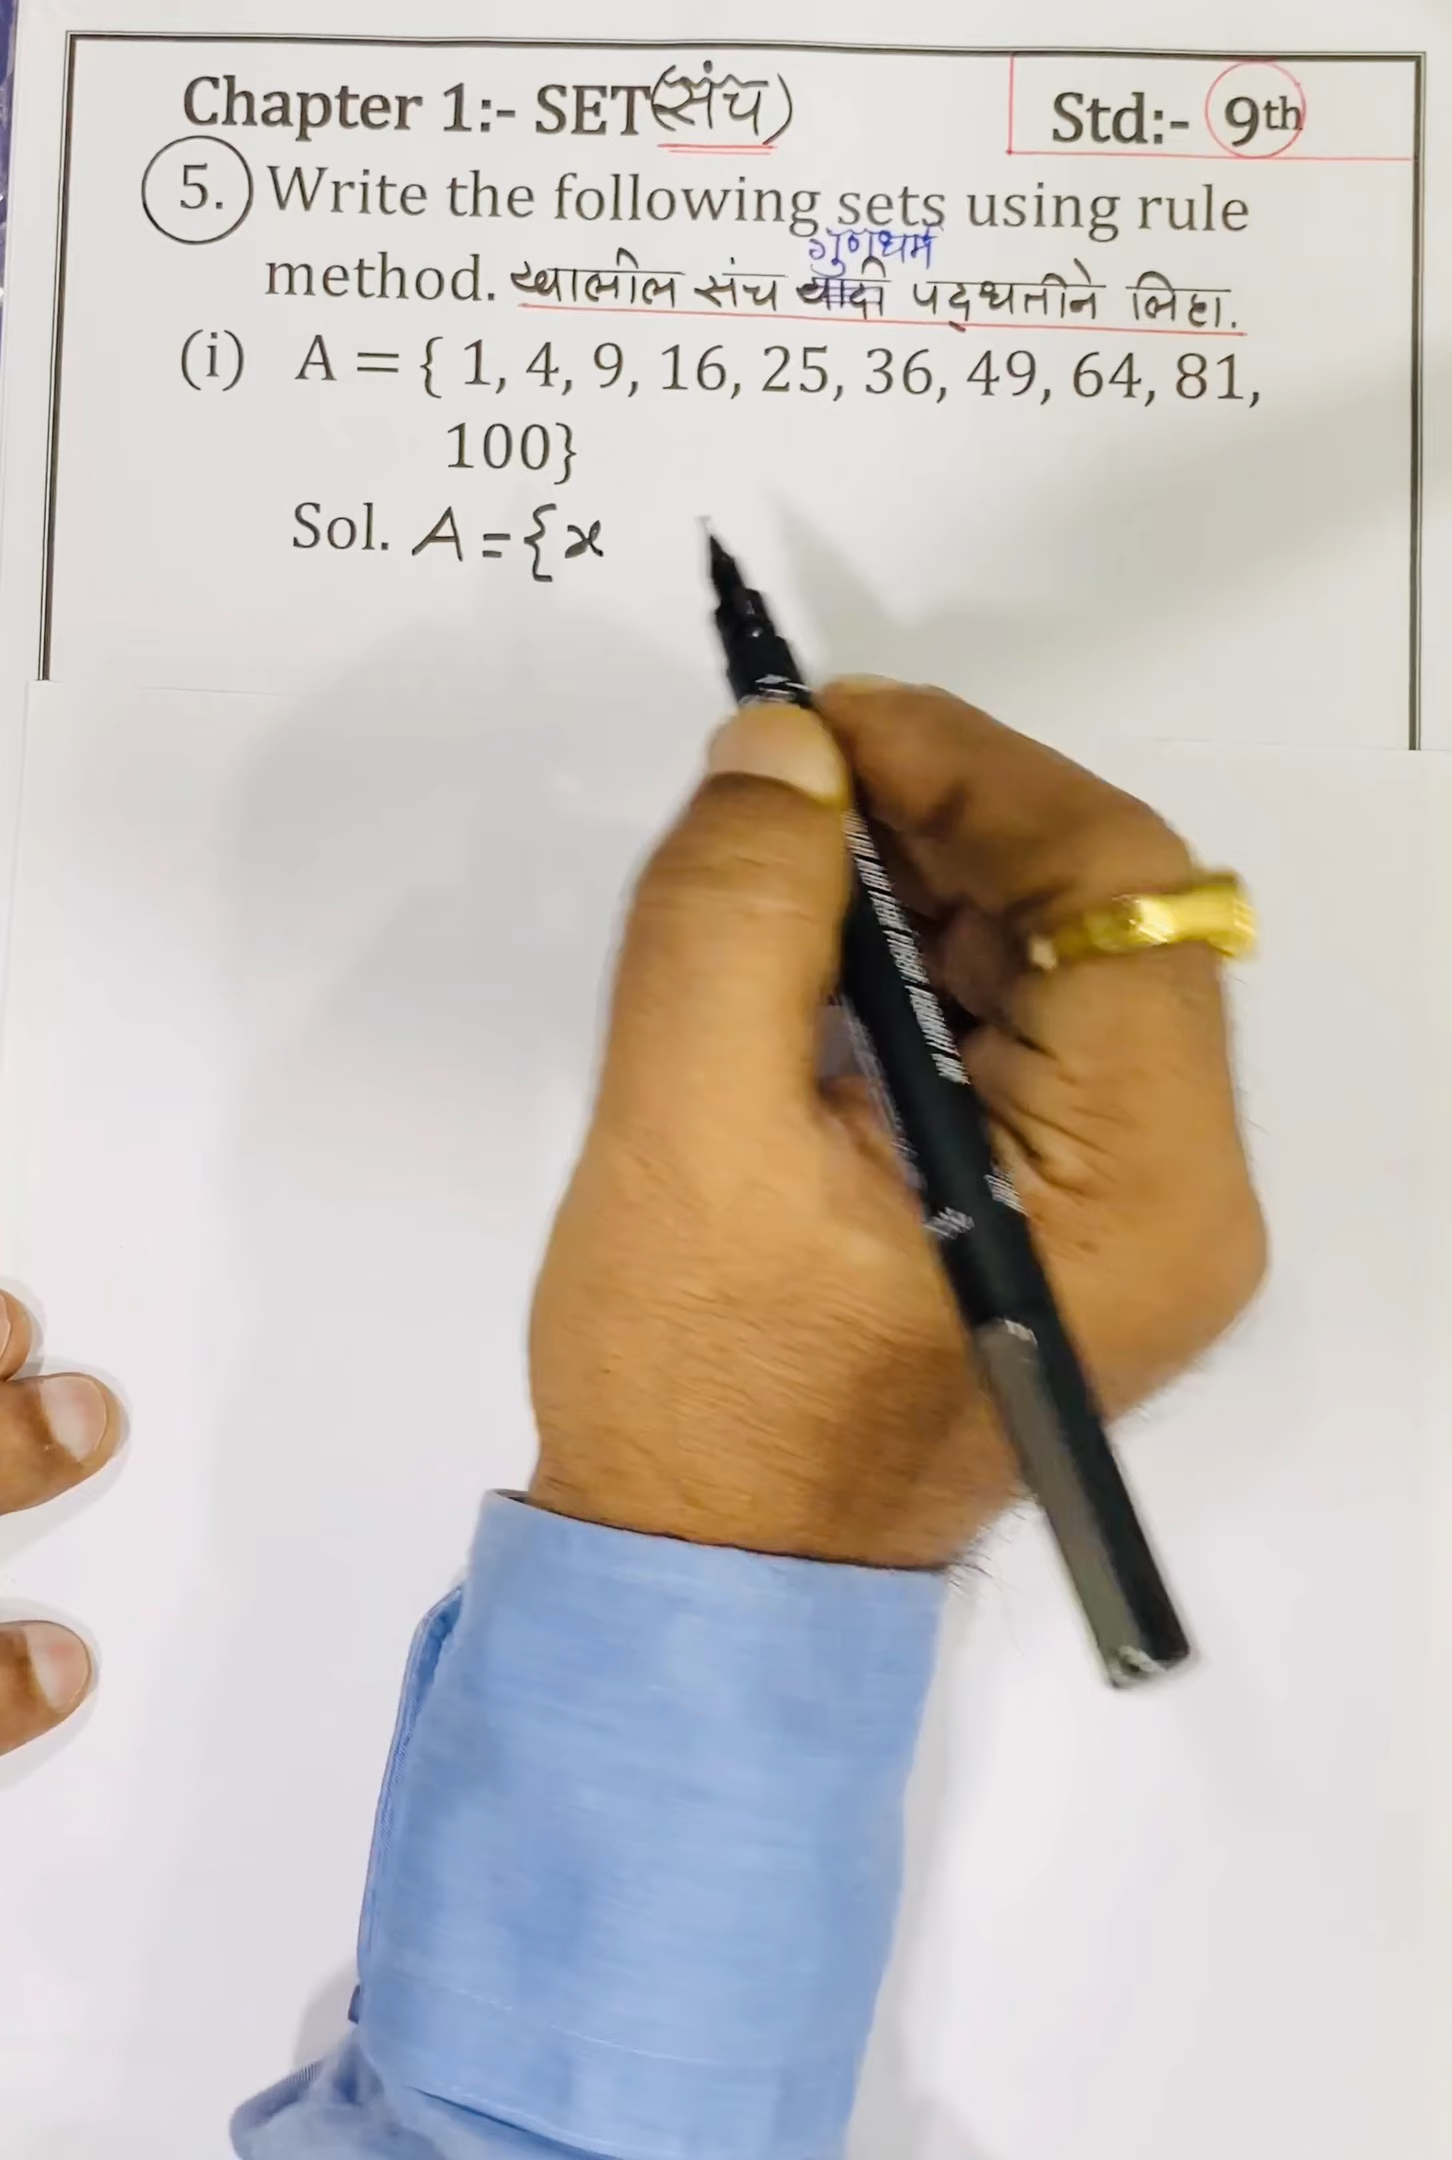 Chapter 1:- SET(संच) Std:- 9th
5. Write the following sets using rule
गुणधर्म
method. खालील संच यादी पद्धतीने लिहा.
(i) A = { 1, 4, 9, 16, 25, 36, 49, 64, 81,
100}
Sol. A = {x